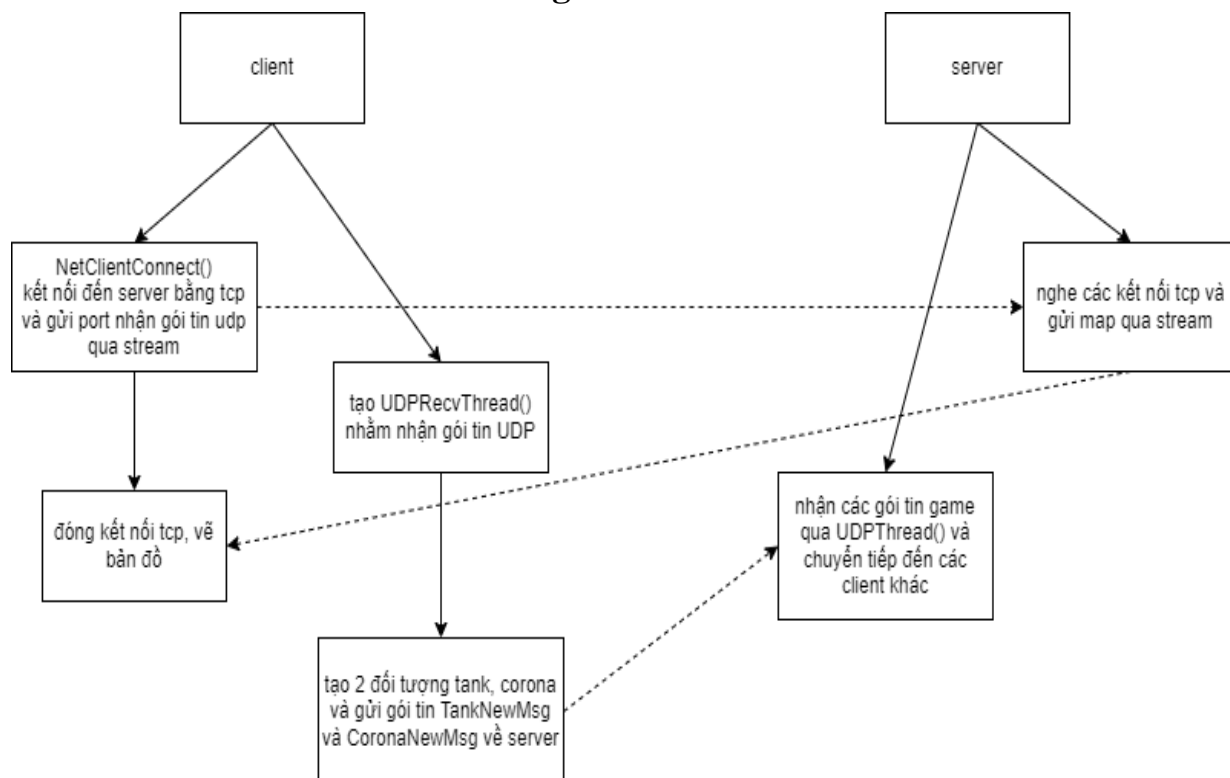 g
client
server
NetClientConnect()
kết nối đến server bằng tcp
và gửi port nhận gói tin udp
qua stream
nghe các kết nối tcp và
gửi map qua stream
tạo UDPRecvThread()
nhằm nhận gói tin UDP
đóng kết nối tcp, vẽ
bản đồ
nhận các gói tin game
qua UDPThread() và
chuyển tiếp đến các
client khác
tạo 2 đối tượng tank, corona
và gửi gói tin TankNewMsg
và CoronaNewMsg về server